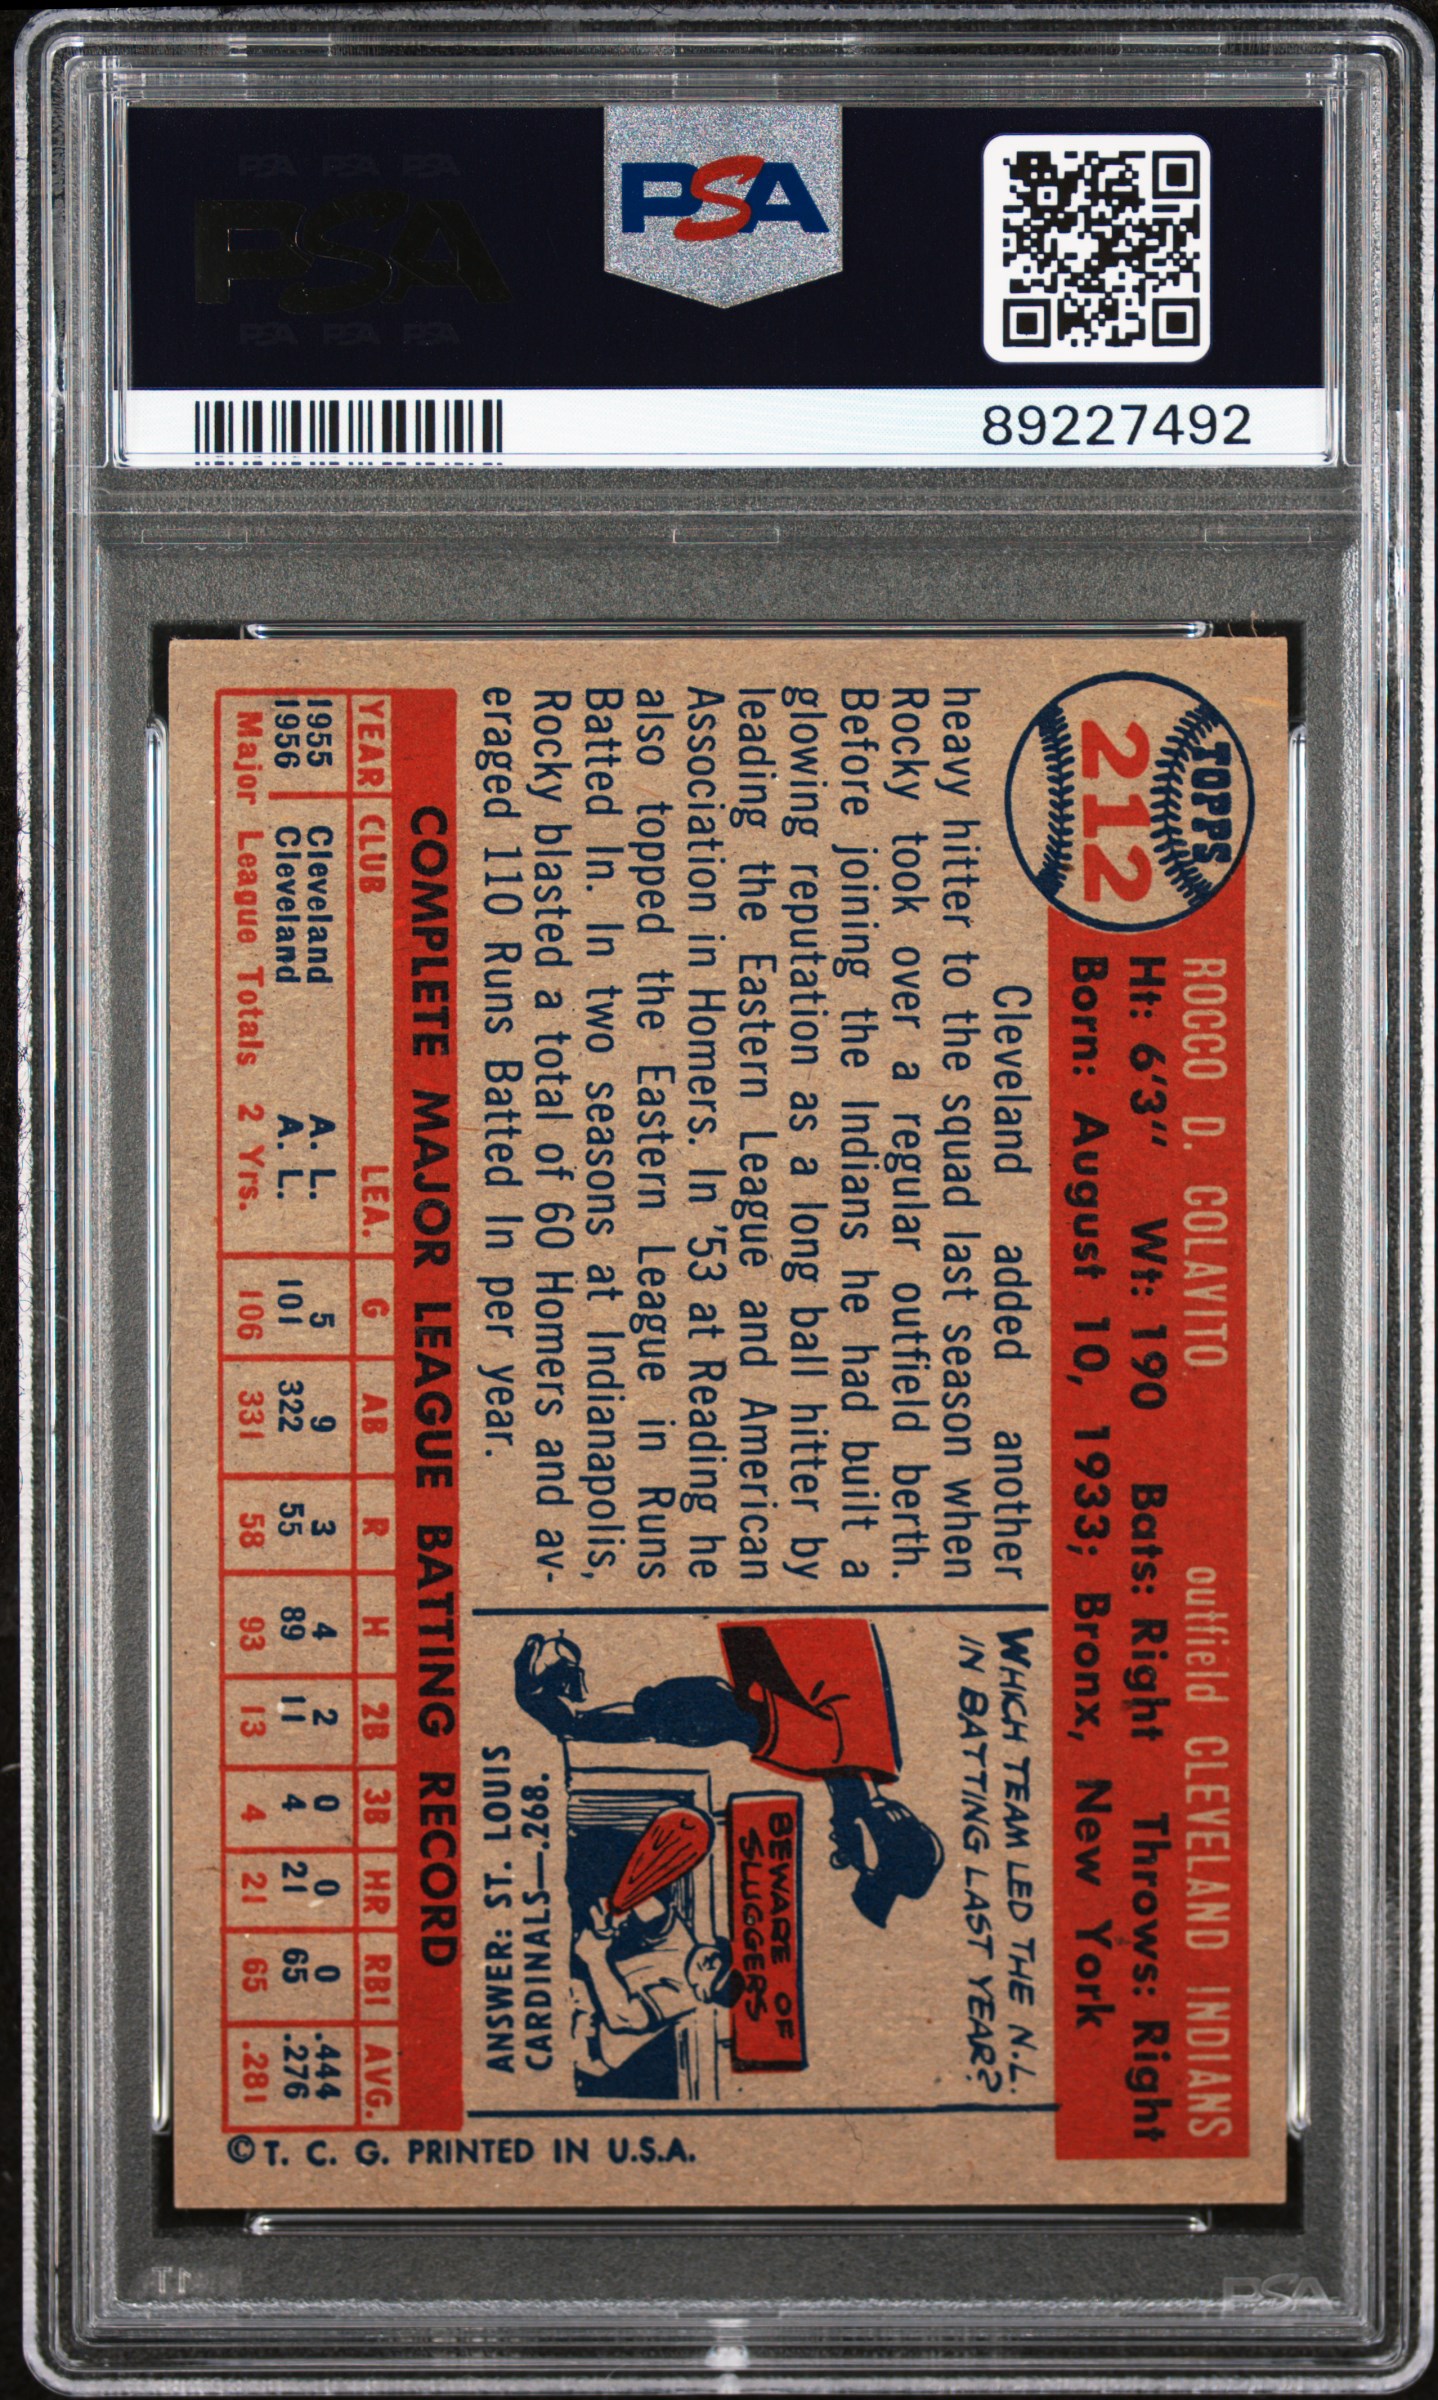 PSA PSA PSA
PSA
PSA PSA PSA
PSA
89227492
TOPPS
212
ROCCO D. COLAVITO outfield CLEVELAND INDIANS
Ht: 6'3" Wt: 190 Bats: Right Throws: Right
Born: August 10, 1933; Bronx, New York
Cleveland added another
heavy hitter to the squad last season when
Rocky took over a regular outfield berth.
Before joining the Indians he had built a
glowing reputation as a long ball hitter by
leading the Eastern League and American
Association in Homers. In '53 at Reading he
also topped the Eastern League in Runs
Batted In. In two seasons at Indianapolis,
Rocky blasted a total of 60 Homers and av-
eraged 110 Runs Batted In per year.
WHICH TEAM LED THE N.L.
IN BATTING LAST YEAR?
BEWARE OF
SLUGGERS
ANSWER: ST. LOUIS
CARDINALS—.268.
COMPLETE MAJOR LEAGUE BATTING RECORD
YEAR CLUB LEA. G AB R H 2B 3B HR RBI AVG.
1955 Cleveland A. L. 5 9 3 4 2 0 0 0 .444
1956 Cleveland A. L. 101 322 55 89 11 4 21 65 .276
Major League Totals 2 Yrs. 106 331 58 93 13 4 21 65 .281
© T. C. G. PRINTED IN U.S.A.
PSA